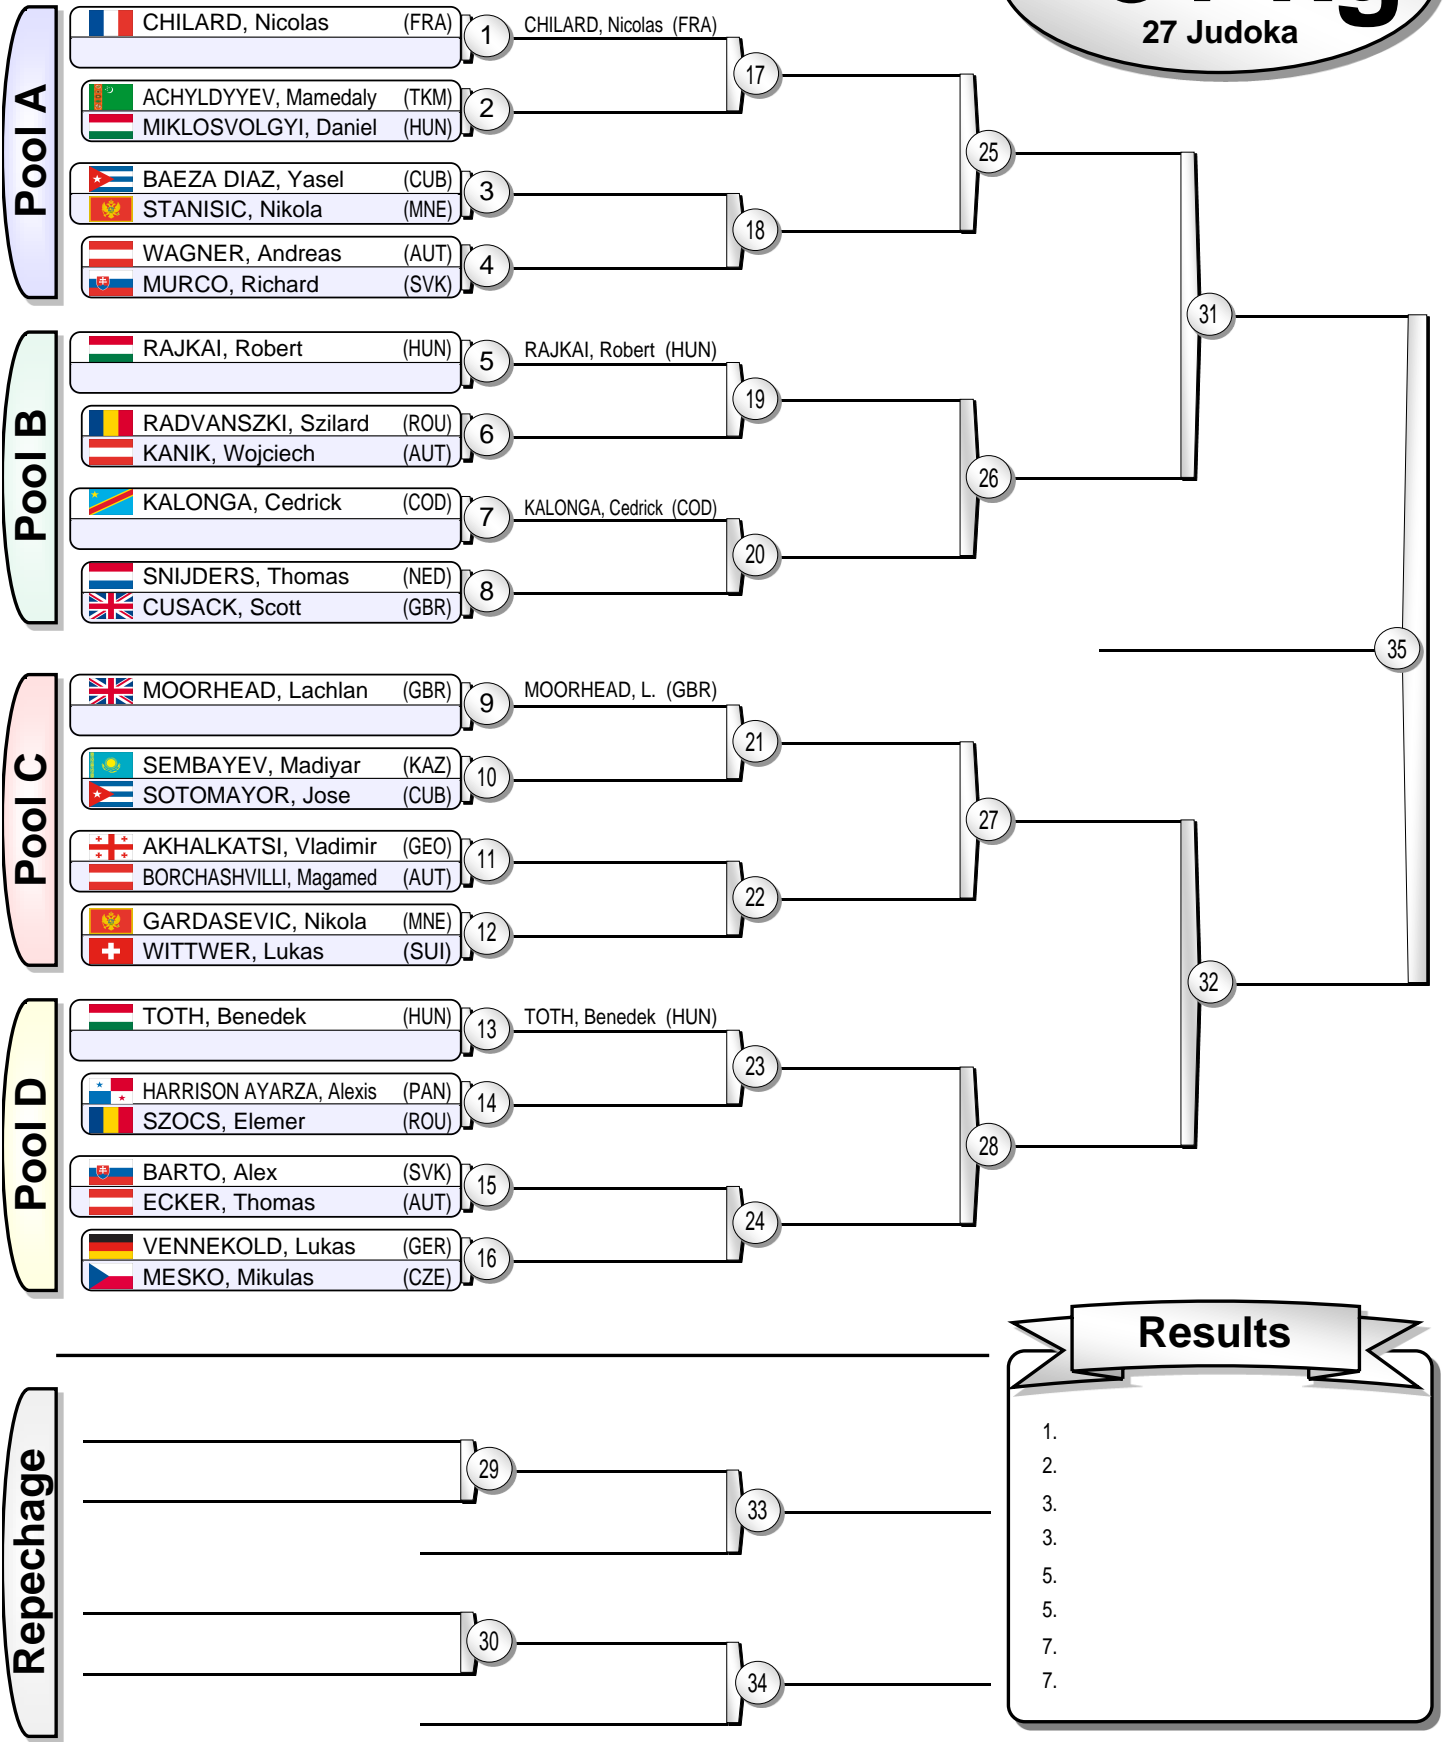 27 Judoka
Pool A
CHILARD, Nicolas (FRA) 1 CHILARD, Nicolas (FRA)
17
ACHYLDYYEV, Mamedaly (TKM)
2
MIKLOSVOLGYI, Daniel (HUN)
25
BAEZA DIAZ, Yasel (CUB)
3
STANISIC, Nikola (MNE)
18
WAGNER, Andreas (AUT)
4
MURCO, Richard (SVK)
31
Pool B
RAJKAI, Robert (HUN) 5 RAJKAI, Robert (HUN)
19
RADVANSZKI, Szilard (ROU)
6
KANIK, Wojciech (AUT)
26
KALONGA, Cedrick (COD) 7 KALONGA, Cedrick (COD)
20
SNIJDERS, Thomas (NED)
8
CUSACK, Scott (GBR)
35
Pool C
MOORHEAD, Lachlan (GBR) 9 MOORHEAD, L. (GBR)
21
SEMBAYEV, Madiyar (KAZ)
10
SOTOMAYOR, Jose (CUB)
27
AKHALKATSI, Vladimir (GEO)
11
BORCHASHVILLI, Magamed (AUT)
22
GARDASEVIC, Nikola (MNE)
12
WITTWER, Lukas (SUI)
32
Pool D
TOTH, Benedek (HUN) 13 TOTH, Benedek (HUN)
23
HARRISON AYARZA, Alexis (PAN)
14
SZOCS, Elemer (ROU)
28
BARTO, Alex (SVK)
15
ECKER, Thomas (AUT)
24
VENNEKOLD, Lukas (GER)
16
MESKO, Mikulas (CZE)
Repechage
29
33
30
34
Results
1.
2.
3.
3.
5.
5.
7.
7.